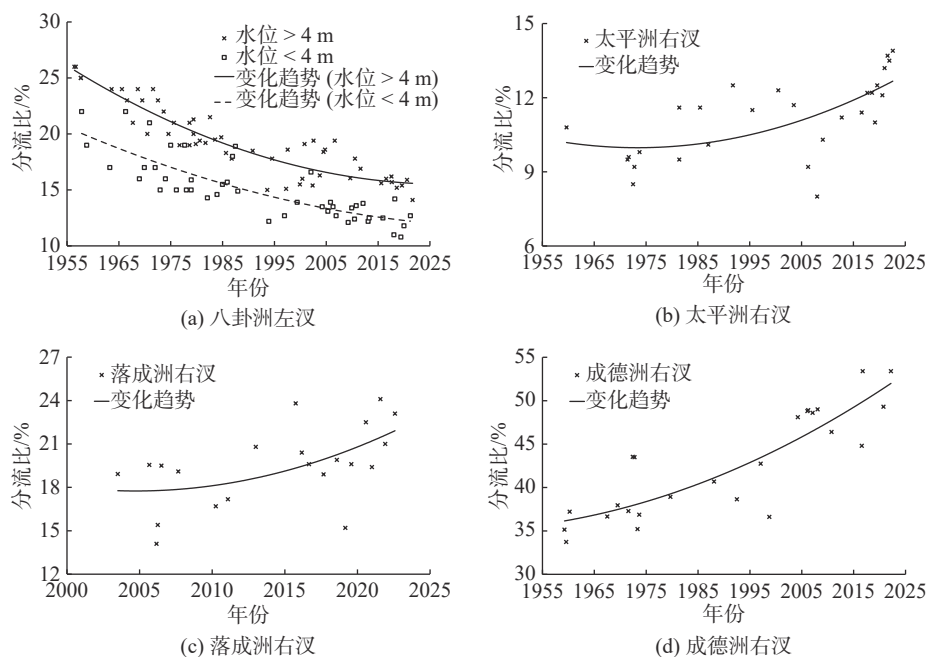 30
25
20
15
10
分流比/%
× 水位 > 4 m
□ 水位 < 4 m
变化趋势 (水位 > 4 m)
变化趋势 (水位 < 4 m)
1955 1965 1975 1985 1995 2005 2015 2025
年份
(a) 八卦洲左汊
15
12
9
6
分流比/%
× 太平洲右汊
变化趋势
1955 1965 1975 1985 1995 2005 2015 2025
年份
(b) 太平洲右汊
27
24
21
18
15
12
分流比/%
× 落成洲右汊
变化趋势
2000 2005 2010 2015 2020 2025
年份
(c) 落成洲右汊
55
50
45
40
35
30
分流比/%
× 成德洲右汊
变化趋势
1955 1965 1975 1985 1995 2005 2015 2025
年份
(d) 成德洲右汊